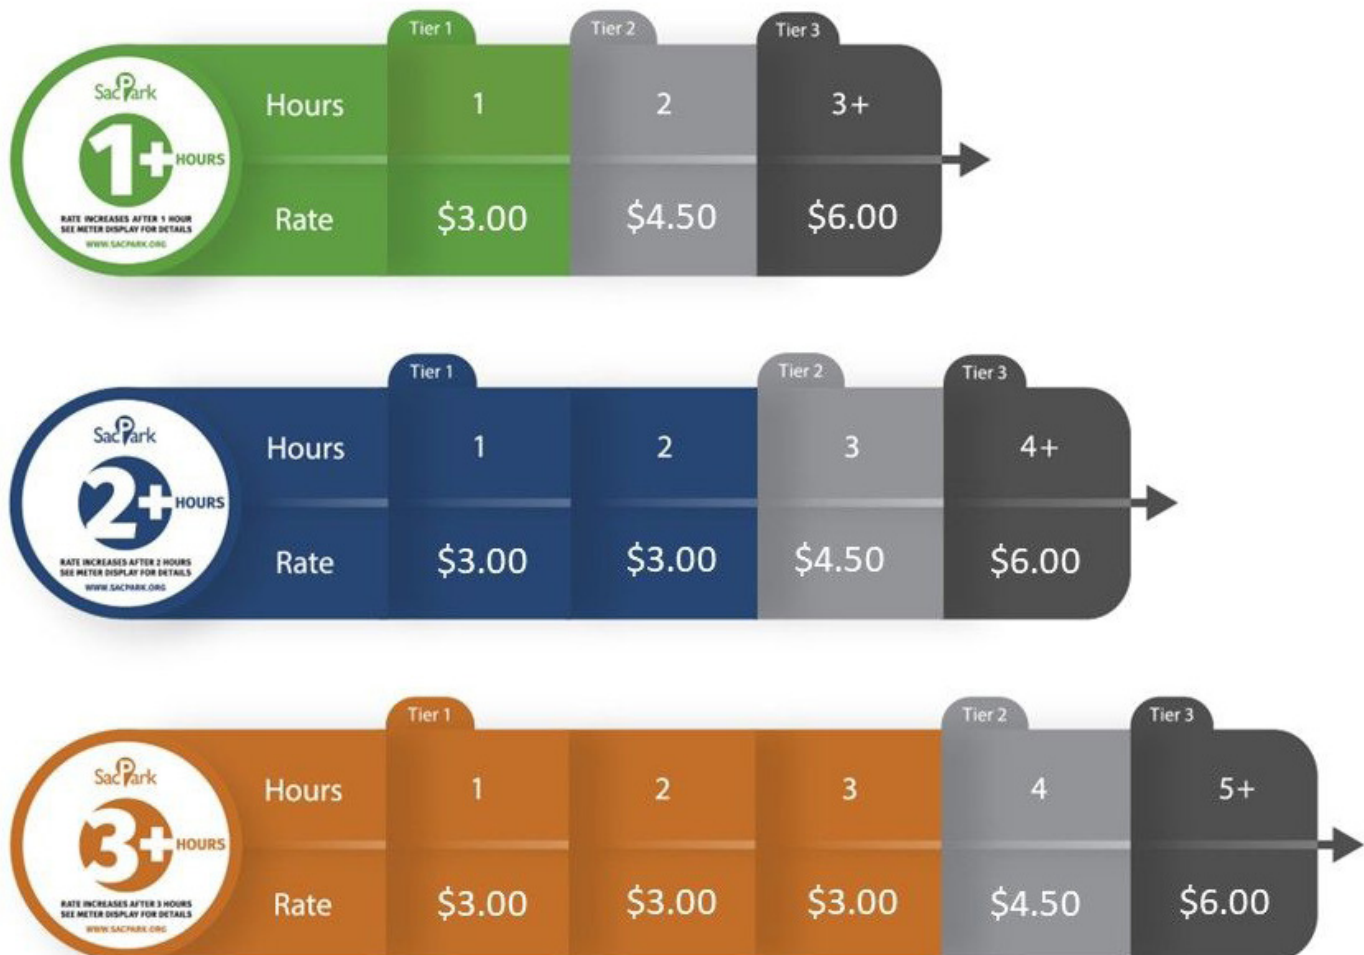 Tier 1 Tier 2 Tier 3
SacPark
1+ HOURS
RATE INCREASES AFTER 1 HOUR
SEE METER DISPLAY FOR DETAILS
WWW.SACPARK.ORG
Hours 1 2 3+
Rate $3.00 $4.50 $6.00
Tier 1 Tier 2 Tier 3
SacPark
2+ HOURS
RATE INCREASES AFTER 2 HOURS
SEE METER DISPLAY FOR DETAILS
WWW.SACPARK.ORG
Hours 1 2 3 4+
Rate $3.00 $3.00 $4.50 $6.00
Tier 1 Tier 2 Tier 3
SacPark
3+ HOURS
RATE INCREASES AFTER 3 HOURS
SEE METER DISPLAY FOR DETAILS
WWW.SACPARK.ORG
Hours 1 2 3 4 5+
Rate $3.00 $3.00 $3.00 $4.50 $6.00